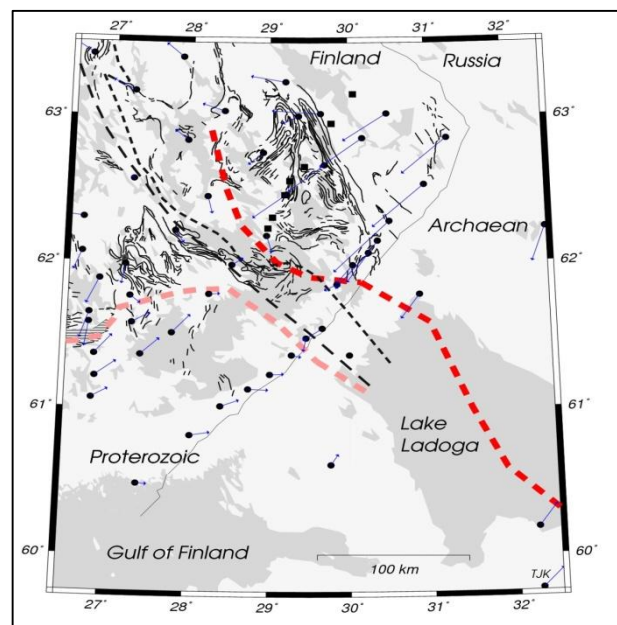 27° 28° 29° 30° 31° 32°
Finland
Russia
63°
63°
Archaean
62°
62°
61°
61°
Lake
Ladoga
Proterozoic
60°
60°
Gulf of Finland
100 km
TJK
27° 28° 29° 30° 31° 32°